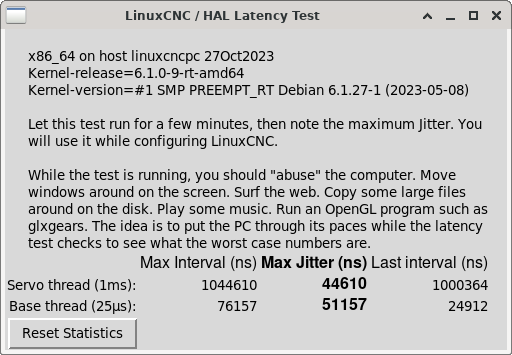 LinuxCNC / HAL Latency Test
x86_64 on host linuxcncpc 27Oct2023
Kernel-release=6.1.0-9-rt-amd64
Kernel-version=#1 SMP PREEMPT_RT Debian 6.1.27-1 (2023-05-08)
Let this test run for a few minutes, then note the maximum Jitter. You
will use it while configuring LinuxCNC.
While the test is running, you should "abuse" the computer. Move
windows around on the screen. Surf the web. Copy some large files
around on the disk. Play some music. Run an OpenGL program such as
glxgears. The idea is to put the PC through its paces while the latency
test checks to see what the worst case numbers are.
Max Interval (ns) Max Jitter (ns) Last interval (ns)
Servo thread (1ms): 1044610 44610 1000364
Base thread (25µs): 76157 51157 24912
Reset Statistics